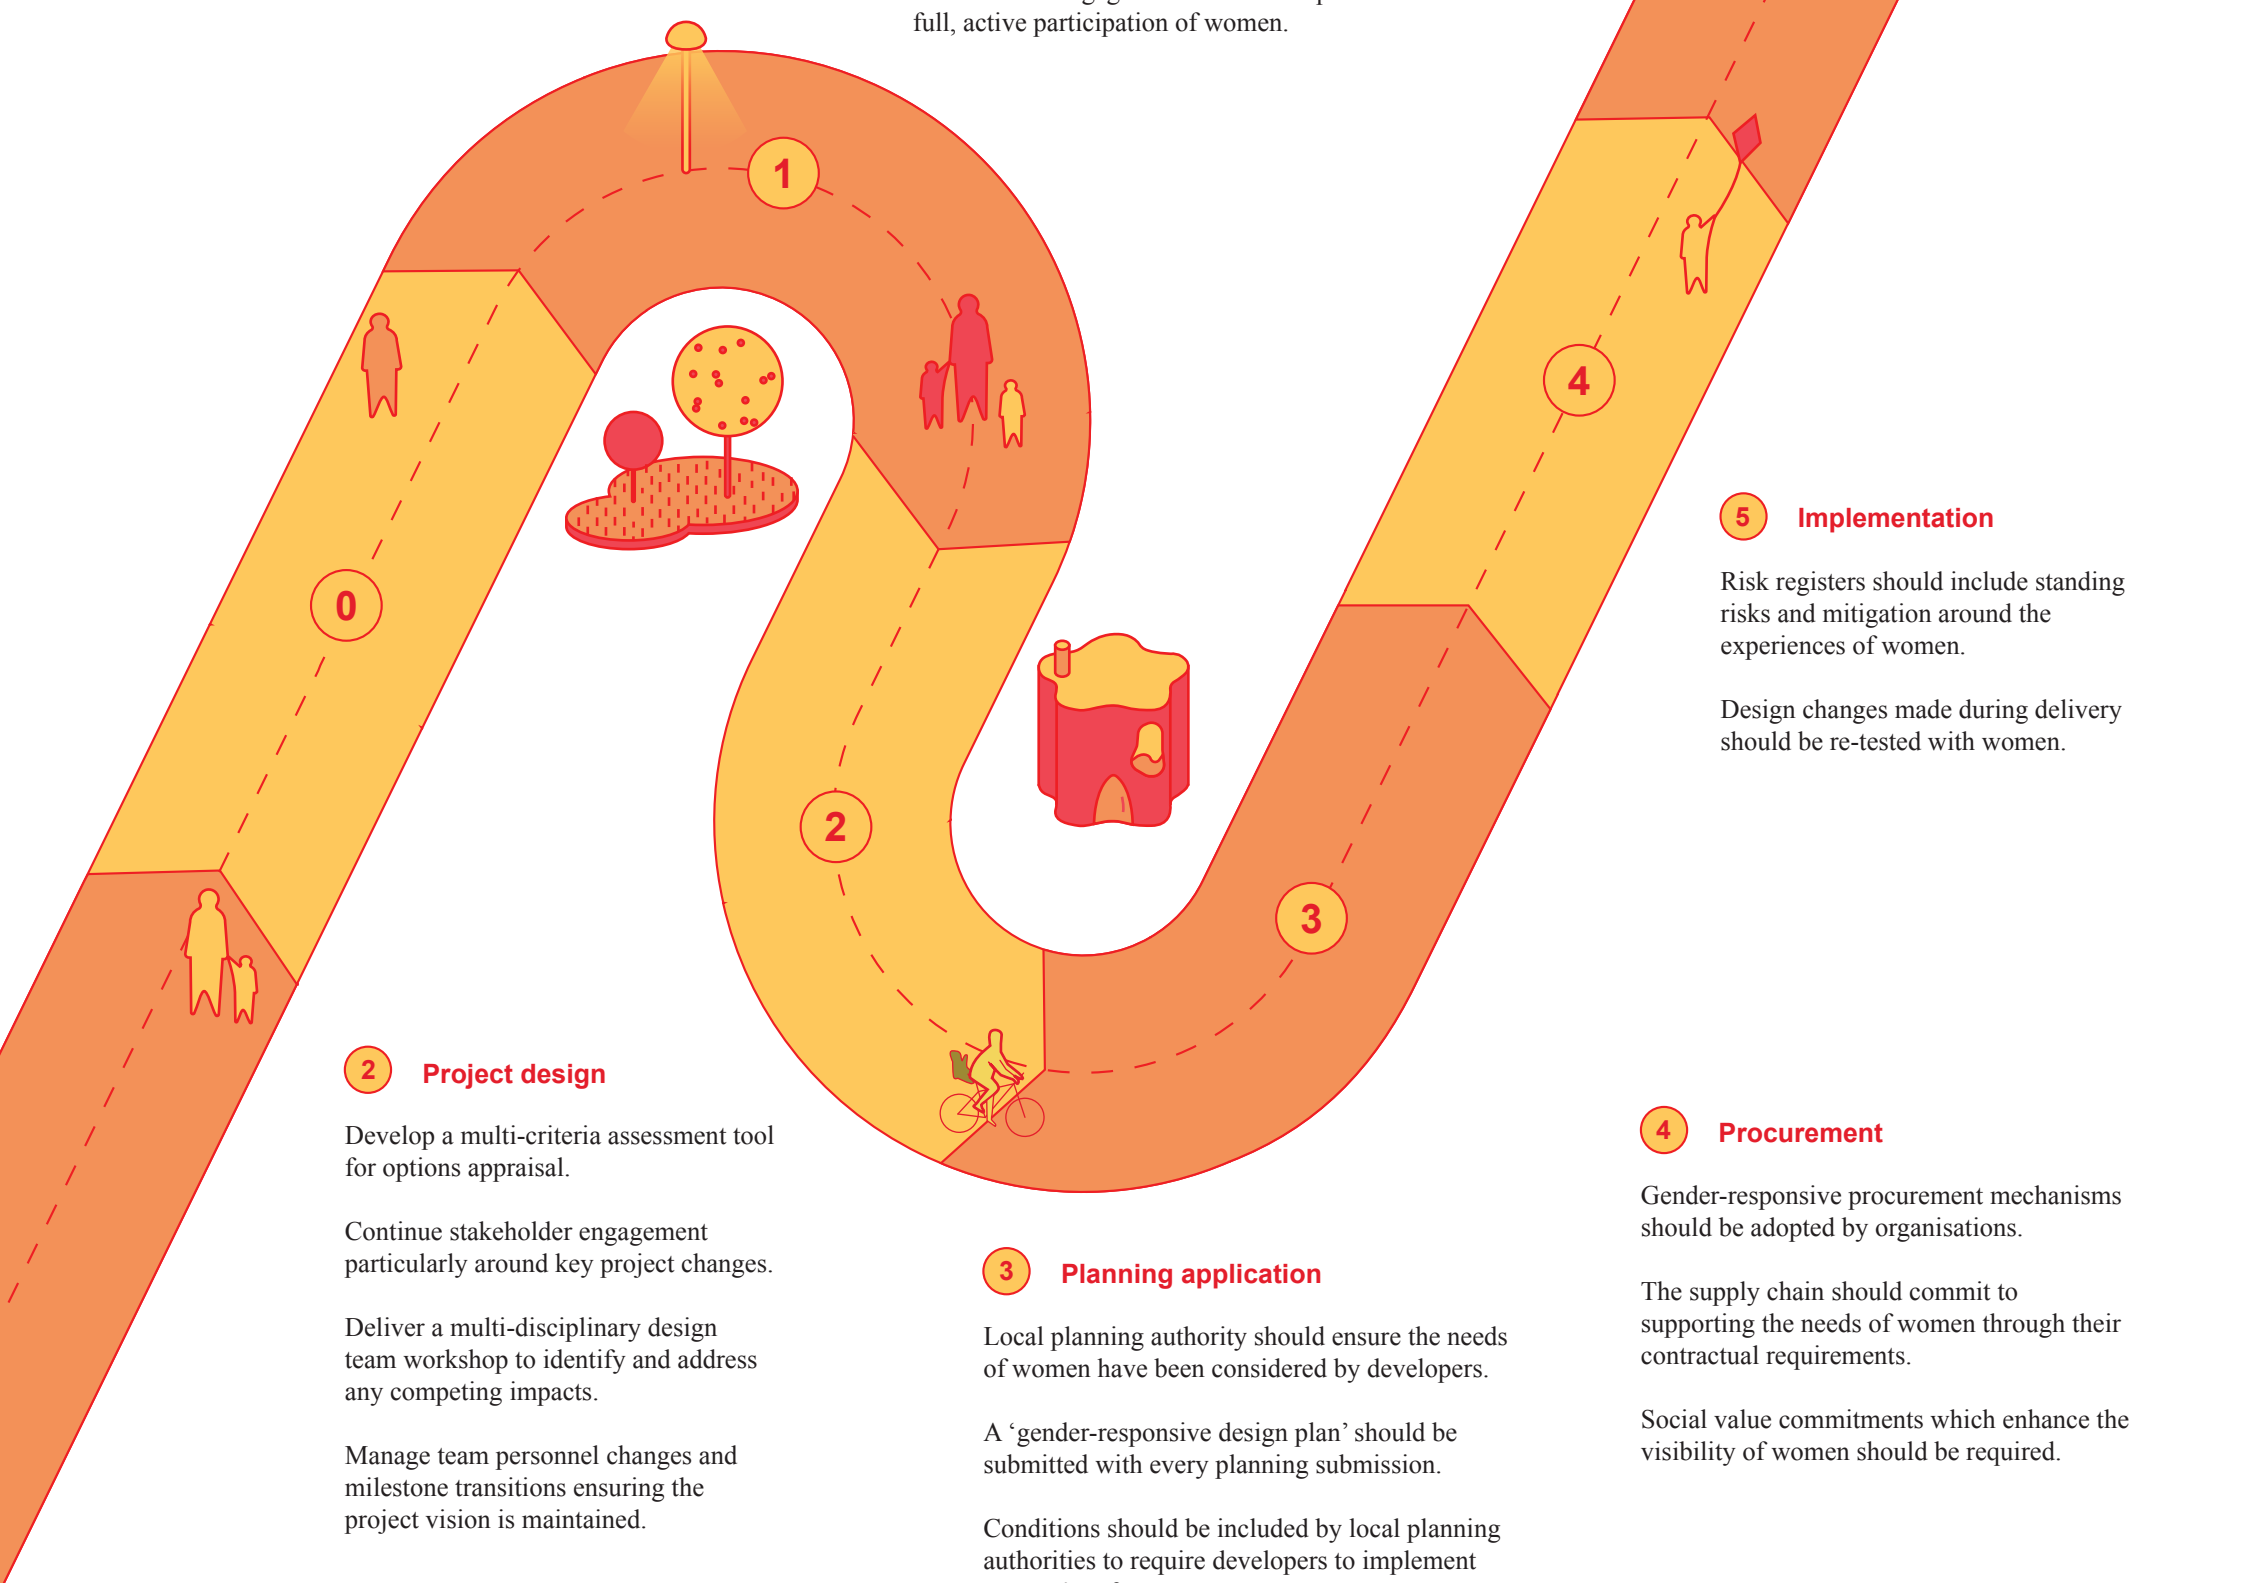 full, active participation of women.
1
4
0
2
3
5 Implementation
Risk registers should include standing
risks and mitigation around the
experiences of women.
Design changes made during delivery
should be re-tested with women.
2 Project design
Develop a multi-criteria assessment tool
for options appraisal.
Continue stakeholder engagement
particularly around key project changes.
Deliver a multi-disciplinary design
team workshop to identify and address
any competing impacts.
Manage team personnel changes and
milestone transitions ensuring the
project vision is maintained.
3 Planning application
Local planning authority should ensure the needs
of women have been considered by developers.
A ‘gender-responsive design plan’ should be
submitted with every planning submission.
Conditions should be included by local planning
authorities to require developers to implement
4 Procurement
Gender-responsive procurement mechanisms
should be adopted by organisations.
The supply chain should commit to
supporting the needs of women through their
contractual requirements.
Social value commitments which enhance the
visibility of women should be required.